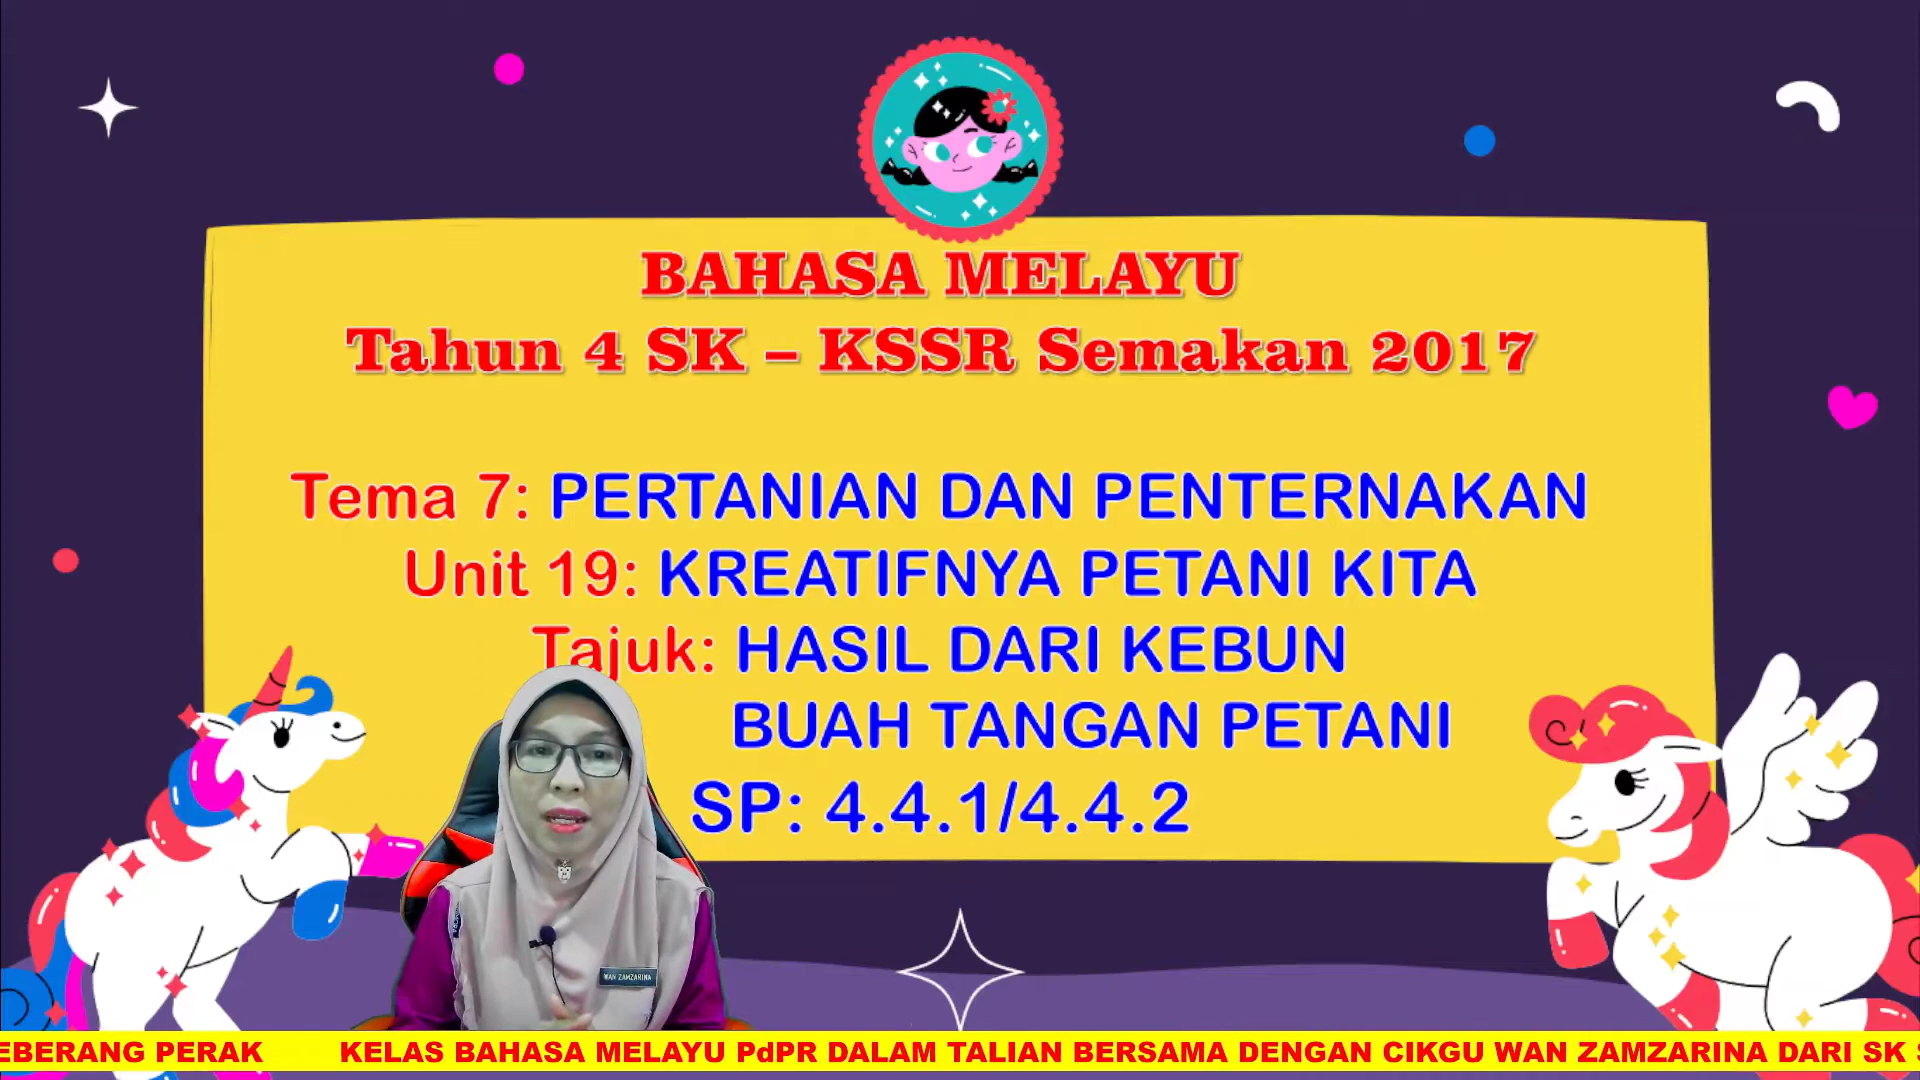 BAHASA MELAYU
Tahun 4 SK – KSSR Semakan 2017
Tema 7: PERTANIAN DAN PENTERNAKAN
Unit 19: KREATIFNYA PETANI KITA
Tajuk: HASIL DARI KEBUN
BUAH TANGAN PETANI
SP: 4.4.1/4.4.2
WAN ZAMZARINA
EBERANG PERAK KELAS BAHASA MELAYU PdPR DALAM TALIAN BERSAMA DENGAN CIKGU WAN ZAMZARINA DARI SK S